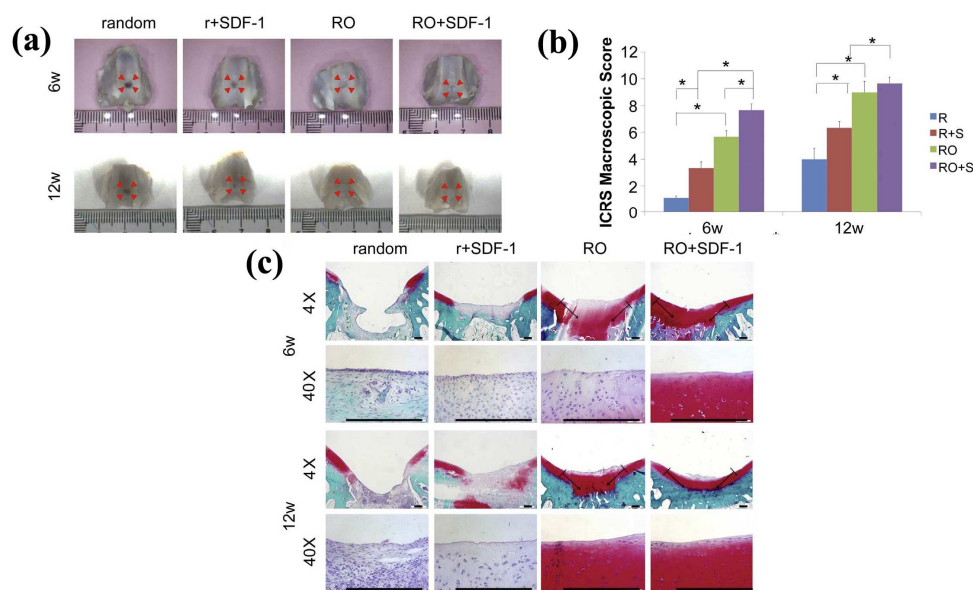 (a)
random
r+SDF-1
RO
RO+SDF-1
6w
12w
(b)
ICRS Macroscopic Score
12
10
8
6
4
2
0
*
*
*
*
*
*
*
*
6w
12w
R
R+S
RO
RO+S
(c)
random
r+SDF-1
RO
RO+SDF-1
6w
4X
40X
12w
4X
40X